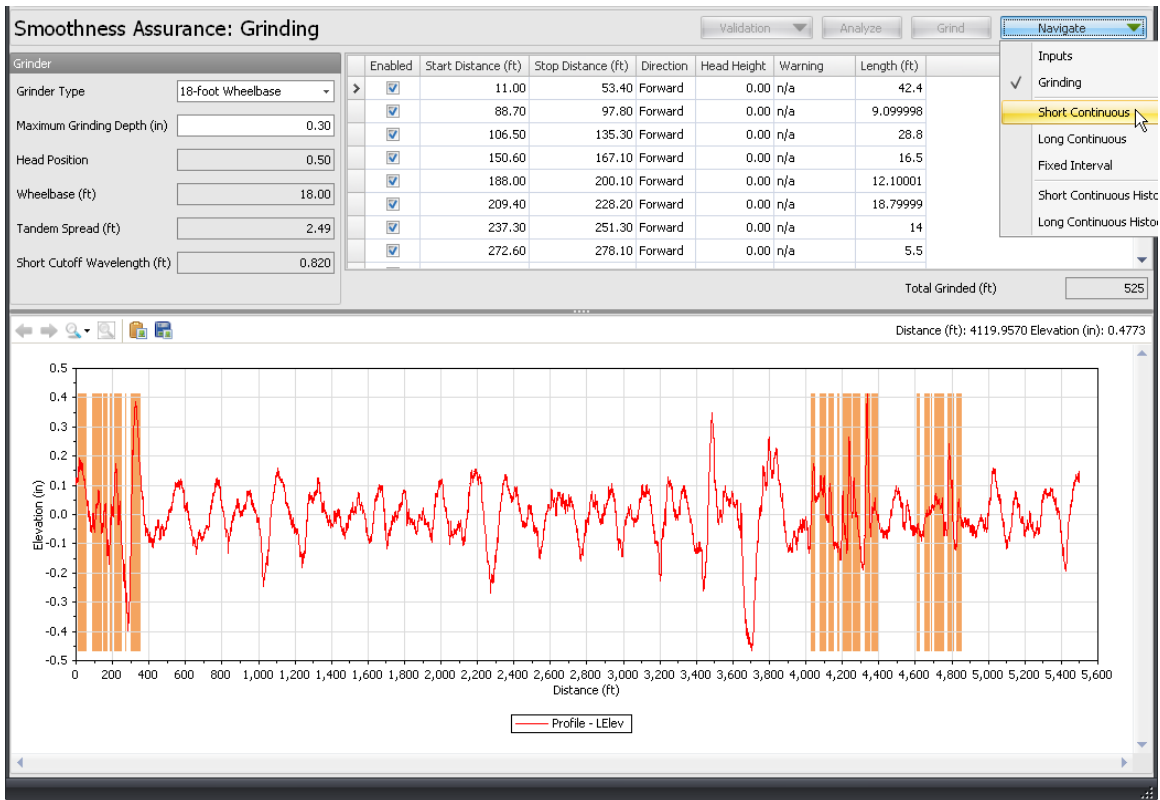 Smoothness Assurance: Grinding
Validation
Analyze
Grind
Navigate
Inputs
Grinding
Short Continuous
Long Continuous
Fixed Interval
Short Continuous Histo
Long Continuous Histo
Grinder
Grinder Type 18-foot Wheelbase
Maximum Grinding Depth (in) 0.30
Head Position 0.50
Wheelbase (ft) 18.00
Tandem Spread (ft) 2.49
Short Cutoff Wavelength (ft) 0.820
Enabled Start Distance (ft) Stop Distance (ft) Direction Head Height Warning Length (ft)
11.00 53.40 Forward 0.00 n/a 42.4
88.70 97.80 Forward 0.00 n/a 9.099998
106.50 135.30 Forward 0.00 n/a 28.8
150.60 167.10 Forward 0.00 n/a 16.5
188.00 200.10 Forward 0.00 n/a 12.10001
209.40 228.20 Forward 0.00 n/a 18.79999
237.30 251.30 Forward 0.00 n/a 14
272.60 278.10 Forward 0.00 n/a 5.5
Total Grinded (ft) 525
Distance (ft): 4119.9570 Elevation (in): 0.4773
Elevation (in)
0.5
0.4
0.3
0.2
0.1
0.0
-0.1
-0.2
-0.3
-0.4
-0.5
0 200 400 600 800 1,000 1,200 1,400 1,600 1,800 2,000 2,200 2,400 2,600 2,800 3,000 3,200 3,400 3,600 3,800 4,000 4,200 4,400 4,600 4,800 5,000 5,200 5,400 5,600
Distance (ft)
Profile - LElev